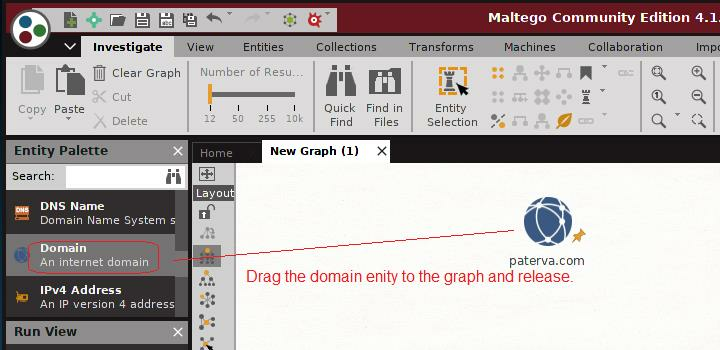 Maltego Community Edition 4.1.
Investigate View Entities Collections Transforms Machines Collaboration Import
Copy Paste Clear Graph Cut Delete
Number of Resu...
12 50 255 10k
Quick Find
Find in Files
Entity Selection
Entity Palette
Home New Graph (1)
Search:
Layout
DNS
DNS Name
Domain Name System s
Domain
An internet domain
IPv4 Address
An IP version 4 address
Run View
paterva.com
Drag the domain enity to the graph and release.